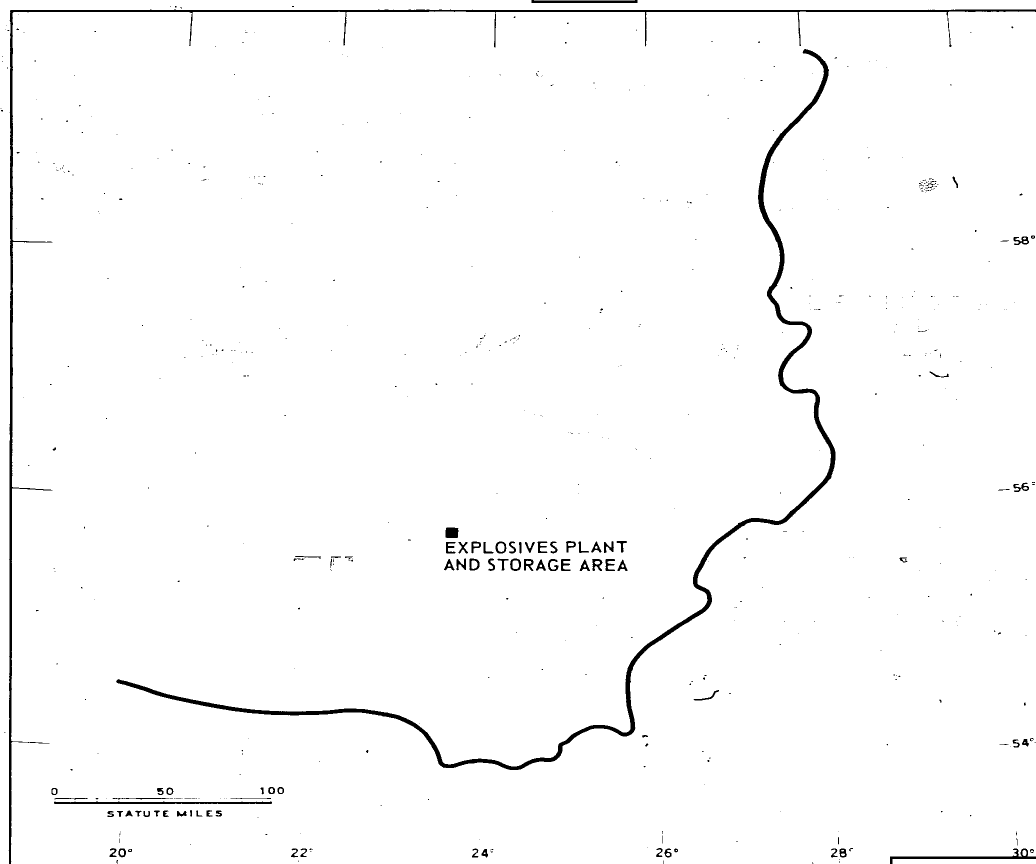 58°
56°
EXPLOSIVES PLANT
AND STORAGE AREA
54°
0 50 100
STATUTE MILES
20° 22° 24° 26° 28° 30°